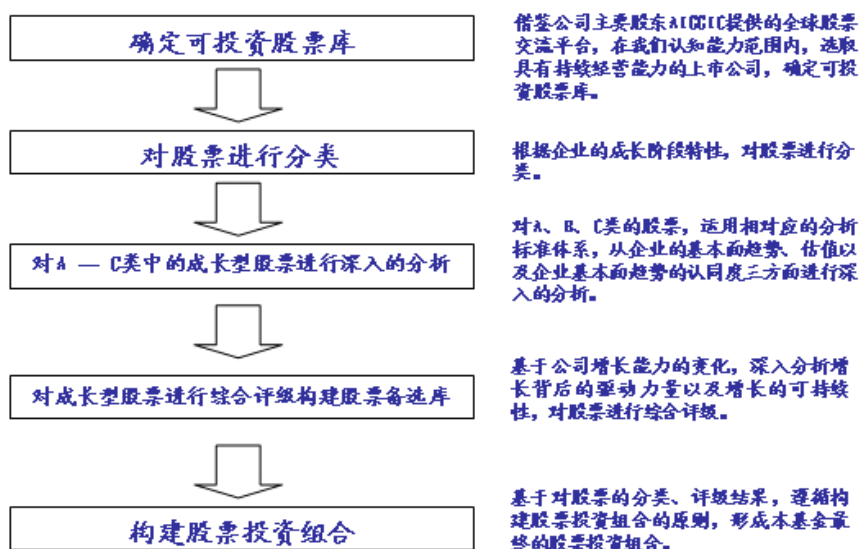 确定可投资股票库
借鉴公司主要股东AICGIC提供的全球股票
交流平台，在我们认知能力范围内，选取
具有持续经营能力的上市公司，确定可投
资股票库。
对股票进行分类
根据企业的成长阶段特性，对股票进行分
类。
对A — C类中的成长型股票进行深入的分析
对A、B、C类的股票，运用相对应的分析
标准体系，从企业的基本面趋势、估值以
及企业基本面趋势的认同度三方面进行深
入的分析。
对成长型股票进行综合评级构建股票备选库
基于公司增长能力的变化，深入分析增
长背后的驱动力量以及增长的可持续
性，对股票进行综合评级。
构建股票投资组合
基于对股票的分类、评级结果，遵循构
建股票投资组合的原则，形成本基金最
终的股票投资组合。